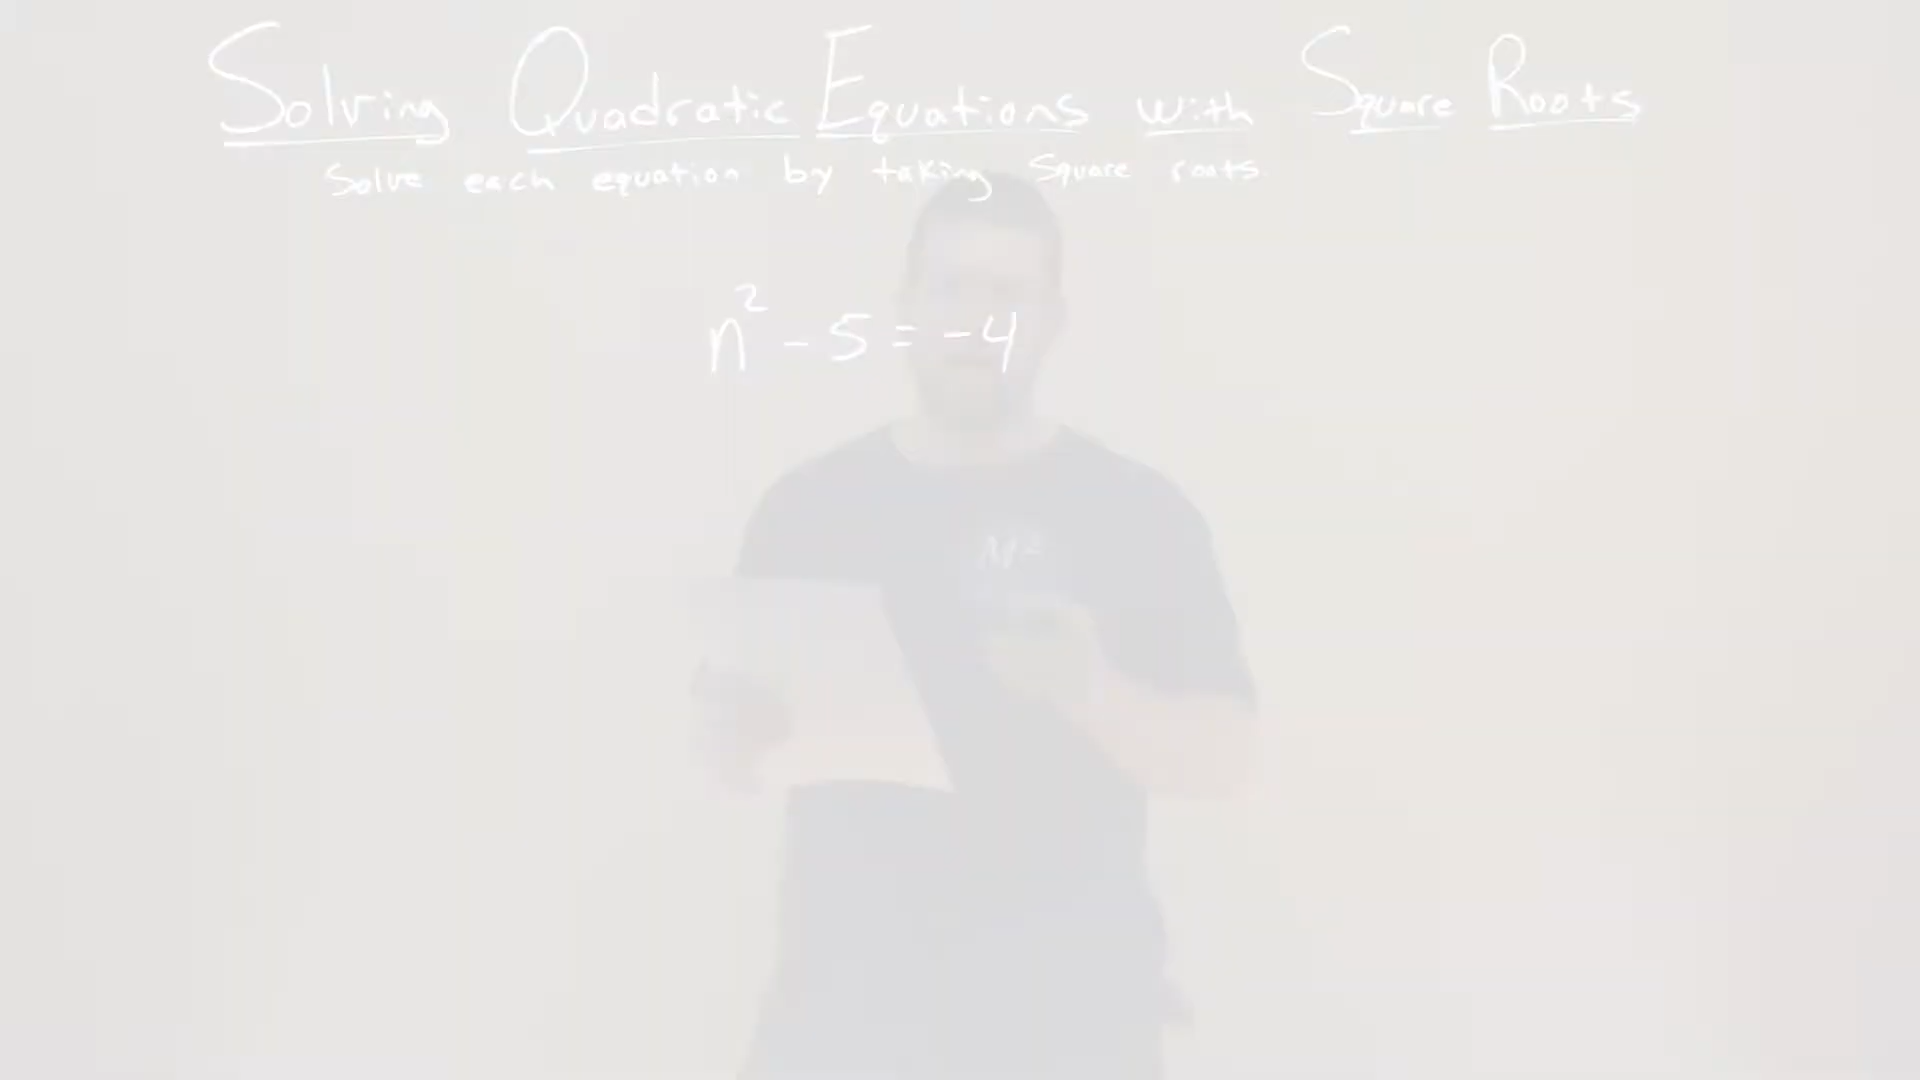 Solving Quadratic Equations with Square Roots
Solve each equation by taking square roots.
n² - 5 = -4